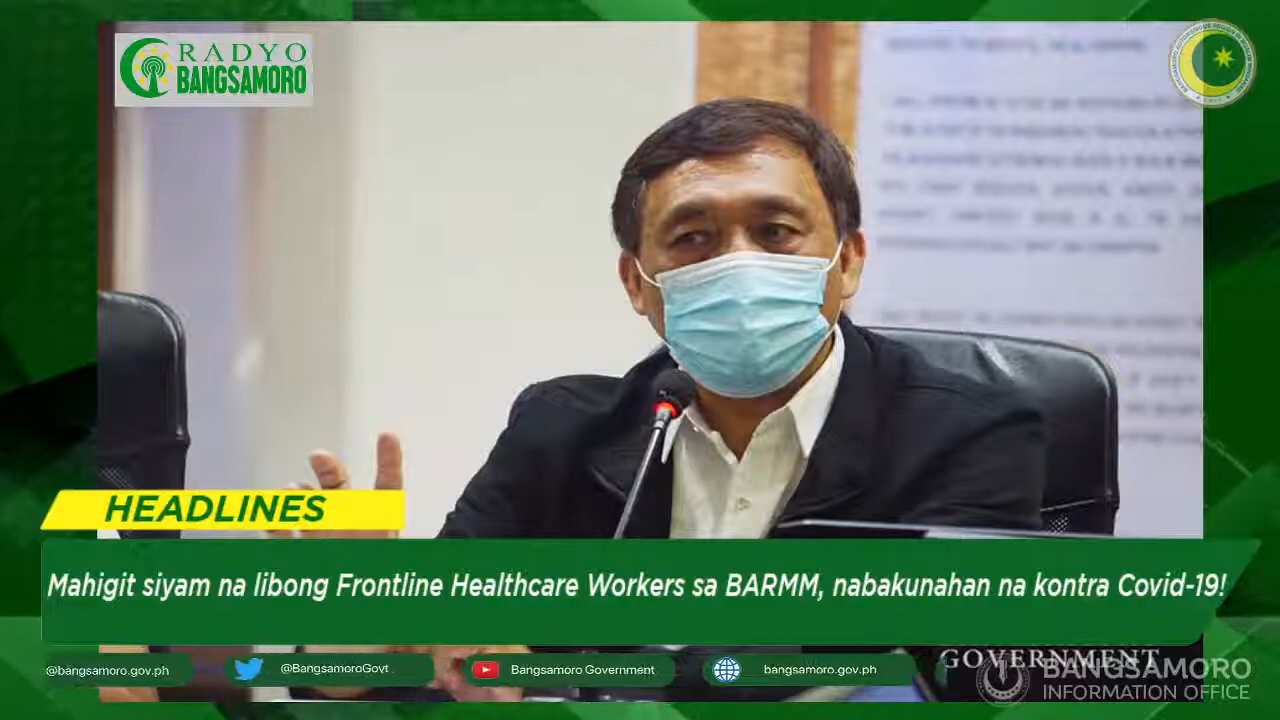 RADYO
BANGSAMORO
HEADLINES
Mahigit siyam na libong Frontline Healthcare Workers sa BARMM, nabakunahan na kontra Covid-19!
@bangsamoro.gov.ph
@BangsamoroGovt
Bangsamoro Government
bangsamoro.gov.ph
GOVERNMENT
BANGSAMORO
INFORMATION OFFICE